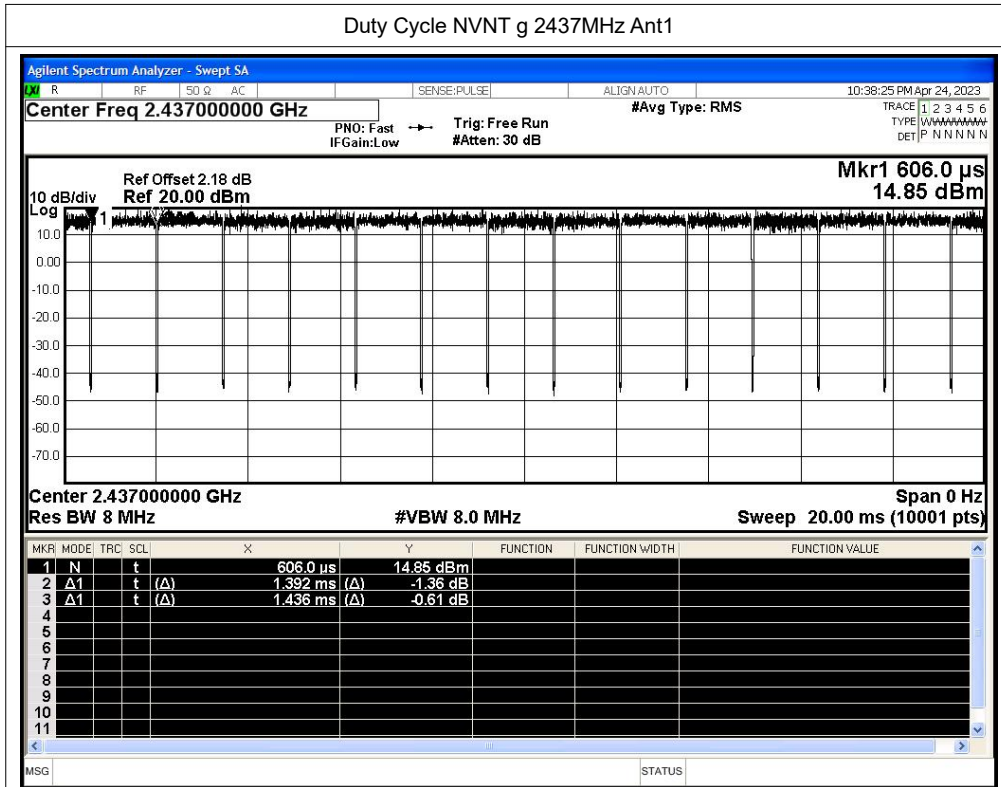 Duty Cycle NVNT g 2437MHz Ant1
Agilent Spectrum Analyzer - Swept SA
LXI R RF 50 Ω AC SENSE:PULSE ALIGN AUTO 10:38:25 PM Apr 24, 2023
Center Freq 2.437000000 GHz #Avg Type: RMS TRACE 1 2 3 4 5 6
PNO: Fast Trig: Free Run TYPE
IFGain:Low #Atten: 30 dB DET P N N N N N
Mkr1 606.0 µs
Ref Offset 2.18 dB
10 dB/div Ref 20.00 dBm 14.85 dBm
Log
1
10.0
0.00
-10.0
-20.0
-30.0
-40.0
-50.0
-60.0
-70.0
Center 2.437000000 GHz Span 0 Hz
Res BW 8 MHz #VBW 8.0 MHz Sweep 20.00 ms (10001 pts)
MKR MODE TRC SCL X Y FUNCTION FUNCTION WIDTH FUNCTION VALUE
1 N t 606.0 µs 14.85 dBm
2 Δ1 t (Δ) 1.392 ms (Δ) -1.36 dB
3 Δ1 t (Δ) 1.436 ms (Δ) -0.61 dB
4
5
6
7
8
9
10
11
MSG STATUS